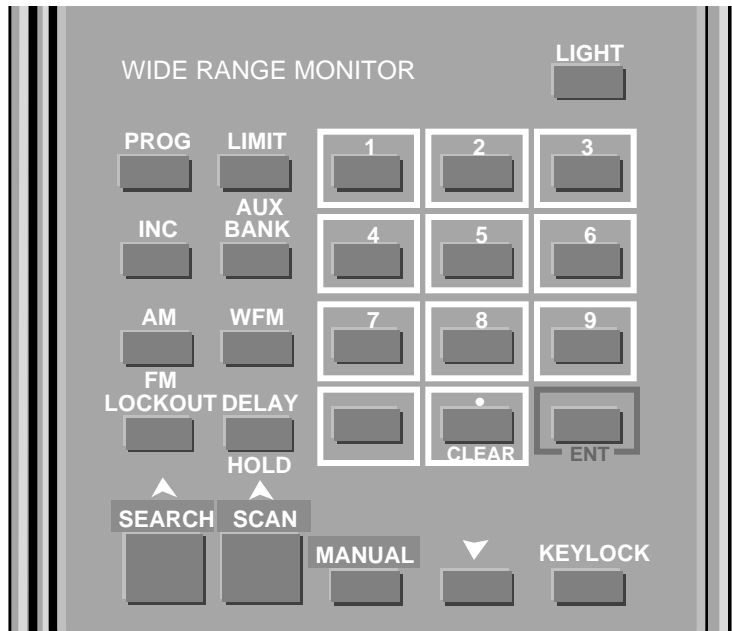 LIGHT
WIDE RANGE MONITOR
PROG LIMIT 1 2 3
AUX
INC BANK 4 5 6
AM WFM 7 8 9
FM
LOCKOUT DELAY
CLEAR ENT
HOLD
SEARCH SCAN
MANUAL KEYLOCK